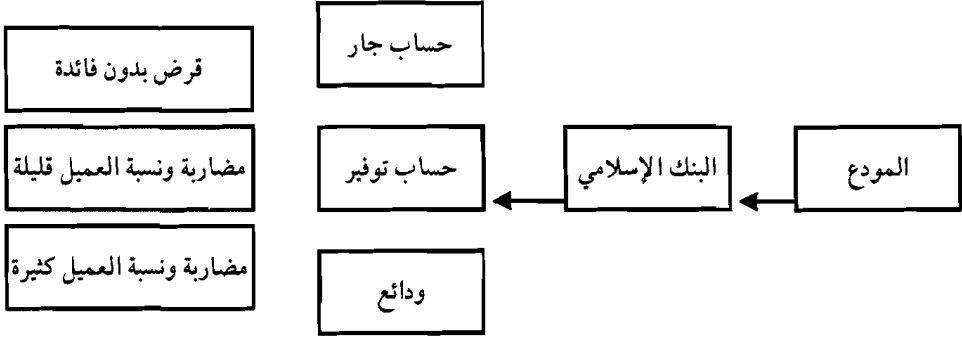 المودع
البنك الإسلامي
حساب جار
حساب توفير
ودائع
قرض بدون فائدة
مضاربة ونسبة العميل قليلة
مضاربة ونسبة العميل كثيرة